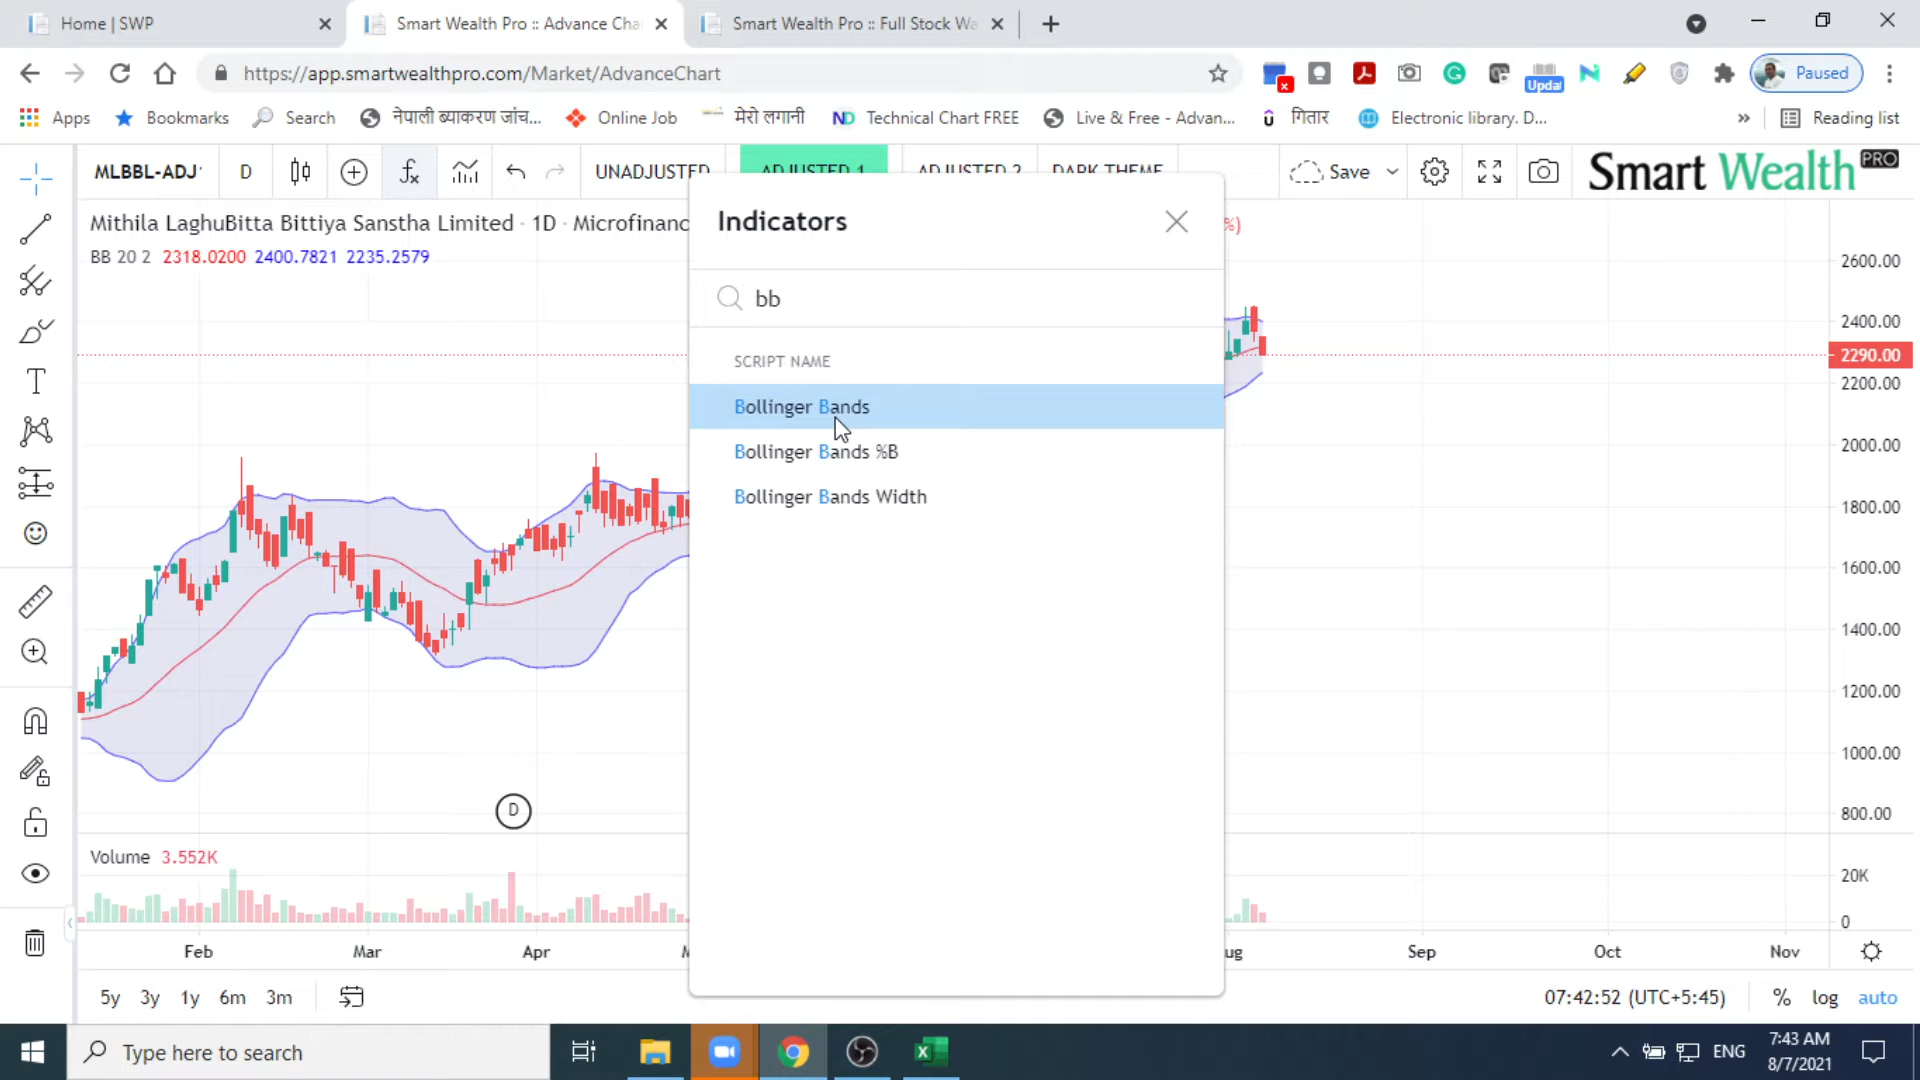 Home | SWP
Smart Wealth Pro :: Advance Cha
Smart Wealth Pro :: Full Stock Wa
https://app.smartwealthpro.com/Market/AdvanceChart
Upda
Paused
Apps
Bookmarks
Search
नेपाली ब्याकरण जांच...
Online Job
मेरो लगानी
ND Technical Chart FREE
Live & Free - Advan...
गितार
Electronic library. D...
Reading list
MLBBL-ADJ
D
UNADJUSTED
ADJUSTED 1
ADJUSTED 2
DARK THEME
Save
Smart Wealth PRO
Mithila LaghuBitta Bittiya Sanstha Limited · 1D · Microfinanc
%)
BB 20 2 2318.0200 2400.7821 2235.2579
Indicators
bb
SCRIPT NAME
Bollinger Bands
Bollinger Bands %B
Bollinger Bands Width
2600.00
2400.00
2290.00
2200.00
2000.00
1800.00
1600.00
1400.00
1200.00
1000.00
800.00
D
Volume 3.552K
20K
0
Feb
Mar
Apr
M
ug
Sep
Oct
Nov
5y 3y 1y 6m 3m
07:42:52 (UTC+5:45)
% log auto
Type here to search
ENG
7:43 AM
8/7/2021